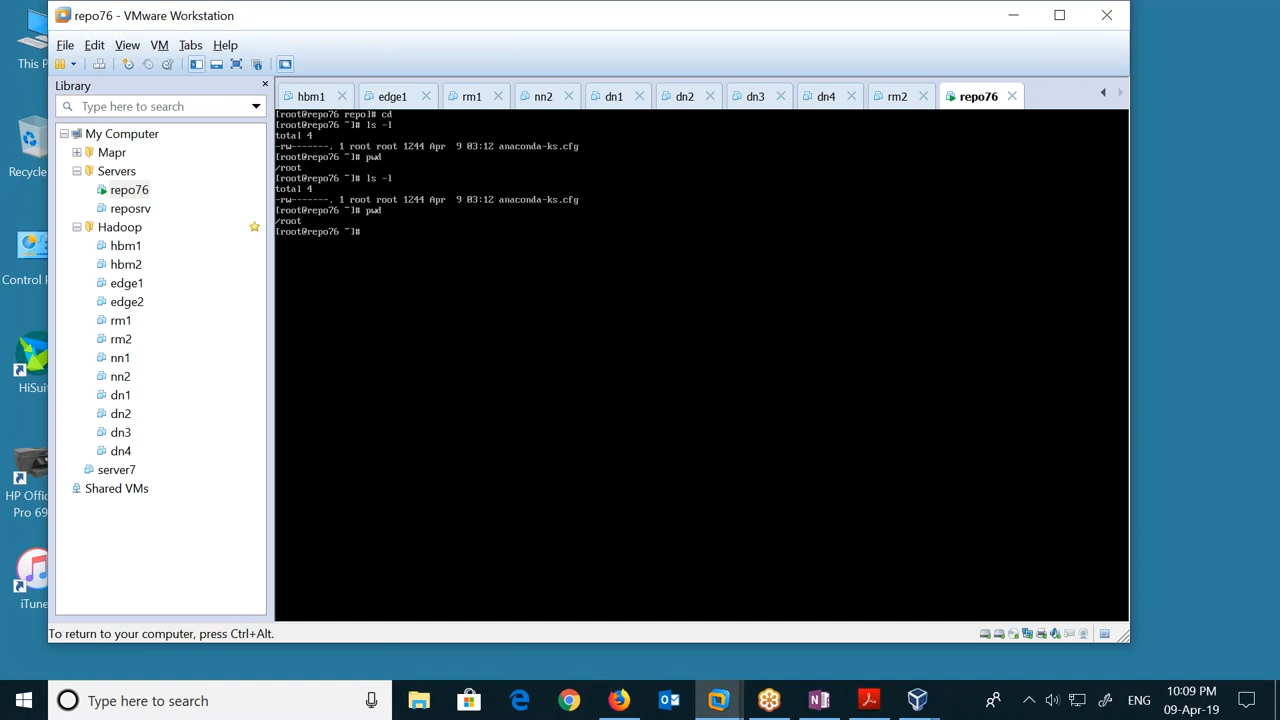 repo76 - VMware Workstation
File Edit View VM Tabs Help
Library
Type here to search
My Computer
Mapr
Servers
repo76
reposrv
Hadoop
hbm1
hbm2
edge1
edge2
rm1
rm2
nn1
nn2
dn1
dn2
dn3
dn4
server7
Shared VMs
hbm1 edge1 rm1 nn2 dn1 dn2 dn3 dn4 rm2 repo76
[root@repo76 repo]# cd
[root@repo76 ~]# ls -l
total 4
-rw-------. 1 root root 1244 Apr  9 03:12 anaconda-ks.cfg
[root@repo76 ~]# pwd
/root
[root@repo76 ~]# ls -l
total 4
-rw-------. 1 root root 1244 Apr  9 03:12 anaconda-ks.cfg
[root@repo76 ~]# pwd
/root
[root@repo76 ~]#
To return to your computer, press Ctrl+Alt.
This P
Recycle
Control P
HiSuit
HP Offic
Pro 69
iTune
Type here to search
ENG
10:09 PM
09-Apr-19